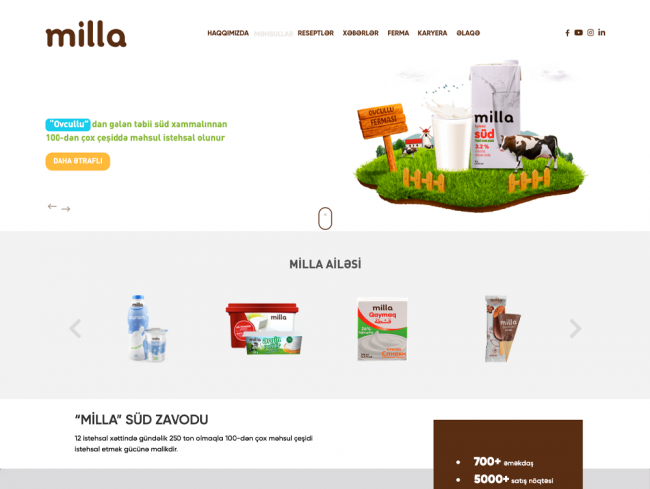 milla
HAQQIMIZDA MƏHSULLAR RESEPTLƏR XƏBƏRLƏR FERMA KARYERA ƏLAQƏ
"Ovcullu" dan gələn təbii süd xammalınnan
100-dən çox çeşiddə məhsul istehsal olunur
DAHA ƏTRAFLI
OVCULLU
FERMASI
milla
süd
3.2 %
MİLLA AİLƏSİ
milla
milla
Qaymaq
milla
"MİLLA" SÜD ZAVODU
12 istehsal xəttində gündəlik 250 ton olmaqla 100-dən çox məhsul çeşidi
istehsal etmək gücünə malikdir.
700+ əməkdaş
5000+ satış nöqtəsi